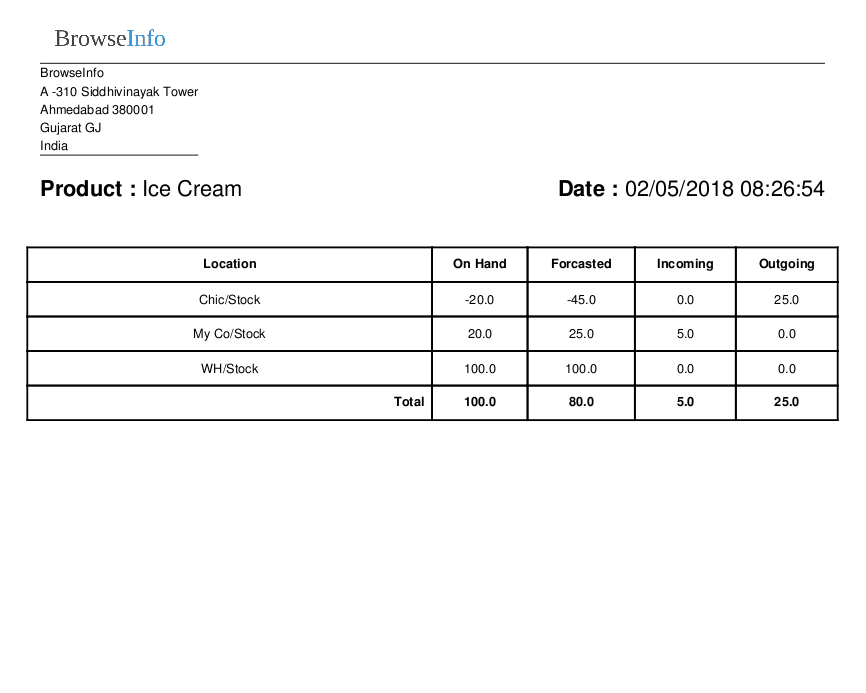 BrowseInfo
BrowseInfo
A -310 Siddhivinayak Tower
Ahmedabad 380001
Gujarat GJ
India
Product : Ice Cream Date : 02/05/2018 08:26:54
Location On Hand Forcasted Incoming Outgoing
Chic/Stock -20.0 -45.0 0.0 25.0
My Co/Stock 20.0 25.0 5.0 0.0
WH/Stock 100.0 100.0 0.0 0.0
Total 100.0 80.0 5.0 25.0